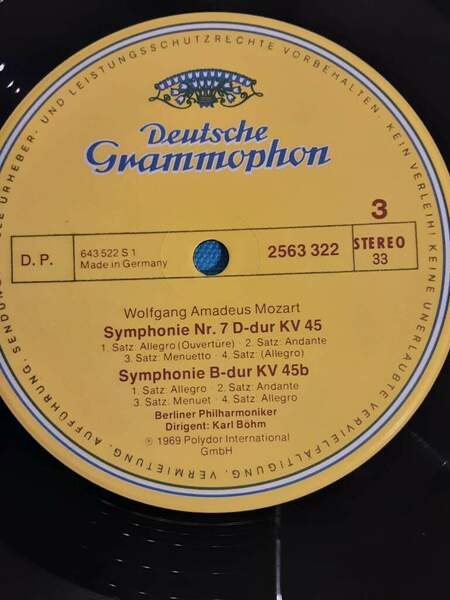 LLE URHEBER- UND LEISTUNGSSCHUTZRECHTE VORBEHALTEN · KEIN VERLEIH! KEINE UNERLAUBTE VERVIELFÄLTIGUNG, VERMIETUNG, AUFFÜHRUNG, SENDUNG
Deutsche
Grammophon
3
D. P.
643 522 S 1
Made in Germany
2563 322
STEREO
33
Wolfgang Amadeus Mozart
Symphonie Nr. 7 D-dur KV 45
1. Satz: Allegro (Ouverture) · 2. Satz: Andante
3. Satz: Menuetto · 4. Satz: (Allegro)
Symphonie B-dur KV 45b
1. Satz: Allegro · 2. Satz: Andante
3. Satz: Menuet · 4. Satz: Allegro
Berliner Philharmoniker
Dirigent: Karl Böhm
℗ 1969 Polydor International
GmbH